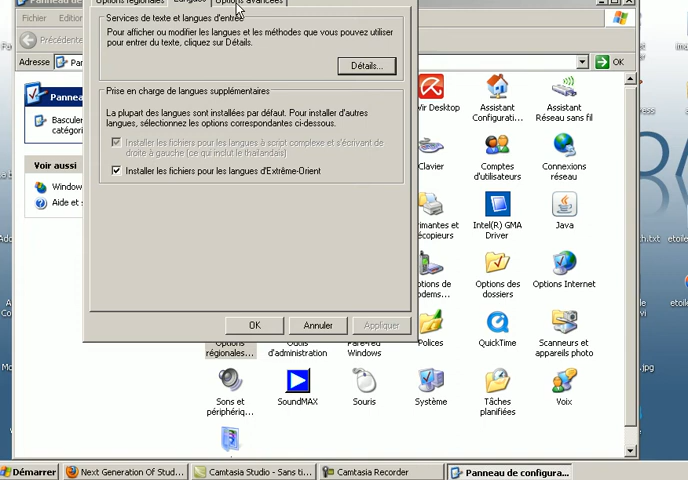 Options régionales Langues Options avancées
Services de texte et langues d'entrée
Pour afficher ou modifier les langues et les méthodes que vous pouvez utiliser
pour entrer du texte, cliquez sur Détails.
Détails...
Prise en charge de langues supplémentaires
La plupart des langues sont installées par défaut. Pour installer d'autres
langues, sélectionnez les options correspondantes ci-dessous.
Installer les fichiers pour les langues à script complexe et s'écrivant de
droite à gauche (ce qui inclut le thaïlandais)
Installer les fichiers pour les langues d'Extrême-Orient
OK Annuler Appliquer
Fichier Edition
Précédente
Adresse
OK
Bascule
catégorie
Voir aussi
Window
Aide et s
Vir Desktop
Assistant
Configurati...
Assistant
Réseau sans fil
Clavier
Comptes
d'utilisateurs
Connexions
réseau
Intel(R) GMA
Driver
Java
Options des
dossiers
Options Internet
Options
régionales...
Outils
d'administration
Pare-feu
Windows
Polices
QuickTime
Scanneurs et
appareils photo
Sons et
périphériq...
SoundMAX
Souris
Système
Tâches
planifiées
Voix
Démarrer
Next Generation Of Stud...
Camtasia Studio - Sans ti...
Camtasia Recorder
Panneau de configura...